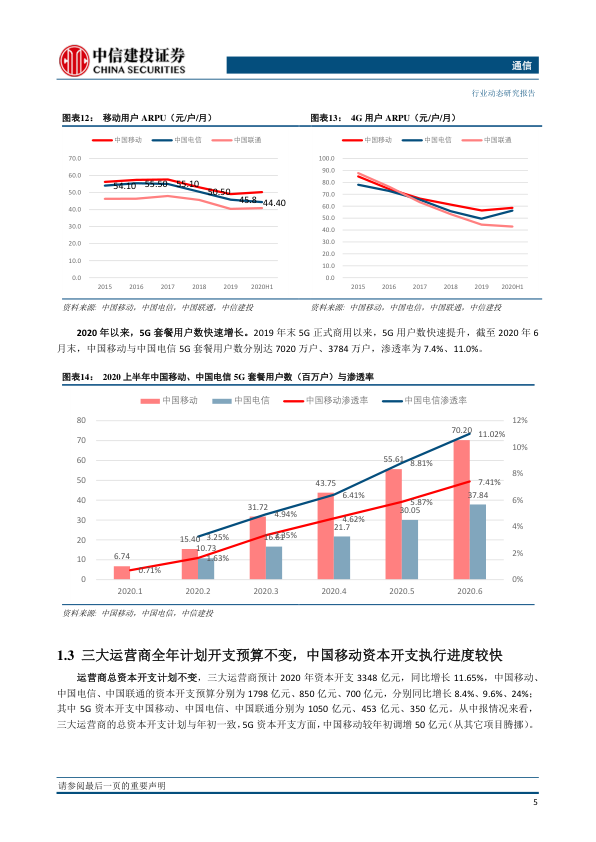 中信建投证券
CHINA SECURITIES
通信
行业动态研究报告
图表12： 移动用户 ARPU（元/户/月）
图表13： 4G 用户 ARPU（元/户/月）
中国移动 中国电信 中国联通
70.0
60.0
50.0
40.0
30.0
20.0
10.0
0.0
54.10 55.50 55.10 50.50 45.8 44.40
2015 2016 2017 2018 2019 2020H1
中国移动 中国电信 中国联通
100.0
90.0
80.0
70.0
60.0
50.0
40.0
30.0
20.0
10.0
0.0
2015 2016 2017 2018 2019 2020H1
资料来源：中国移动，中国电信，中国联通，中信建投
资料来源：中国移动，中国电信，中国联通，中信建投
2020 年以来，5G 套餐用户数快速增长。2019 年末 5G 正式商用以来，5G 用户数快速提升，截至 2020 年 6
月末，中国移动与中国电信 5G 套餐用户数分别达 7020 万户、3784 万户，渗透率为 7.4%、11.0%。
图表14： 2020 上半年中国移动、中国电信 5G 套餐用户数（百万户）与渗透率
中国移动 中国电信 中国移动渗透率 中国电信渗透率
80
70
60
50
40
30
20
10
0
12%
10%
8%
6%
4%
2%
0%
6.74 15.40 31.72 43.75 55.61 70.20
10.73 21.7 30.05 37.84
0.71% 1.63% 4.62% 5.87% 7.41%
3.25% 4.94% 6.41% 8.81% 11.02%
2020.1 2020.2 2020.3 2020.4 2020.5 2020.6
资料来源：中国移动，中国电信，中信建投
1.3 三大运营商全年计划开支预算不变，中国移动资本开支执行进度较快
运营商总资本开支计划不变，三大运营商预计 2020 年资本开支 3348 亿元，同比增长 11.65%，中国移动、
中国电信、中国联通的资本开支预算分别为 1798 亿元、850 亿元、700 亿元，分别同比增长 8.4%、9.6%、24%；
其中 5G 资本开支中国移动、中国电信、中国联通分别为 1050 亿元、453 亿元、350 亿元。从中报情况来看，
三大运营商的总资本开支计划与年初一致，5G 资本开支方面，中国移动较年初调增 50 亿元（从其它项目腾挪）。
请参阅最后一页的重要声明
5